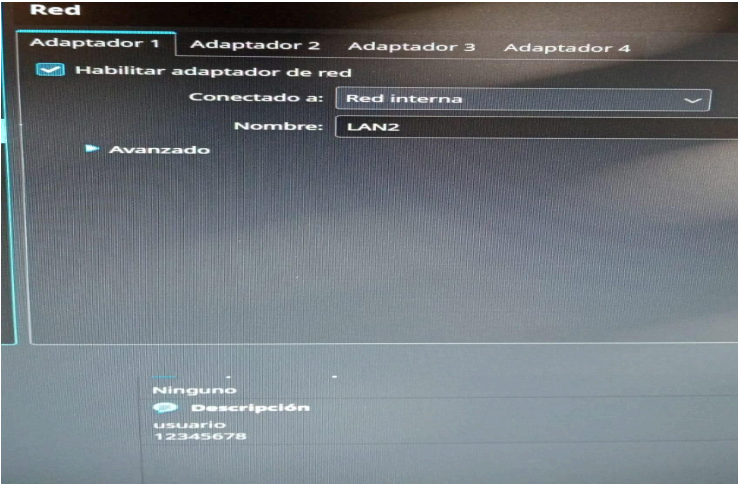 Red
Adaptador 1 Adaptador 2 Adaptador 3 Adaptador 4
Habilitar adaptador de red
Conectado a: Red interna
Nombre: LAN2
Avanzado
Ninguno
Descripción
usuario
12345678